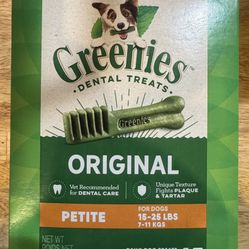 Greenies
DENTAL TREATS
Greenies
ORIGINAL
Vet Recommended
for DENTAL CARE
Unique Texture
Fights PLAQUE
& TARTAR
PETITE
FOR DOGS
15-25 LBS
7-11 KGS
NET WT